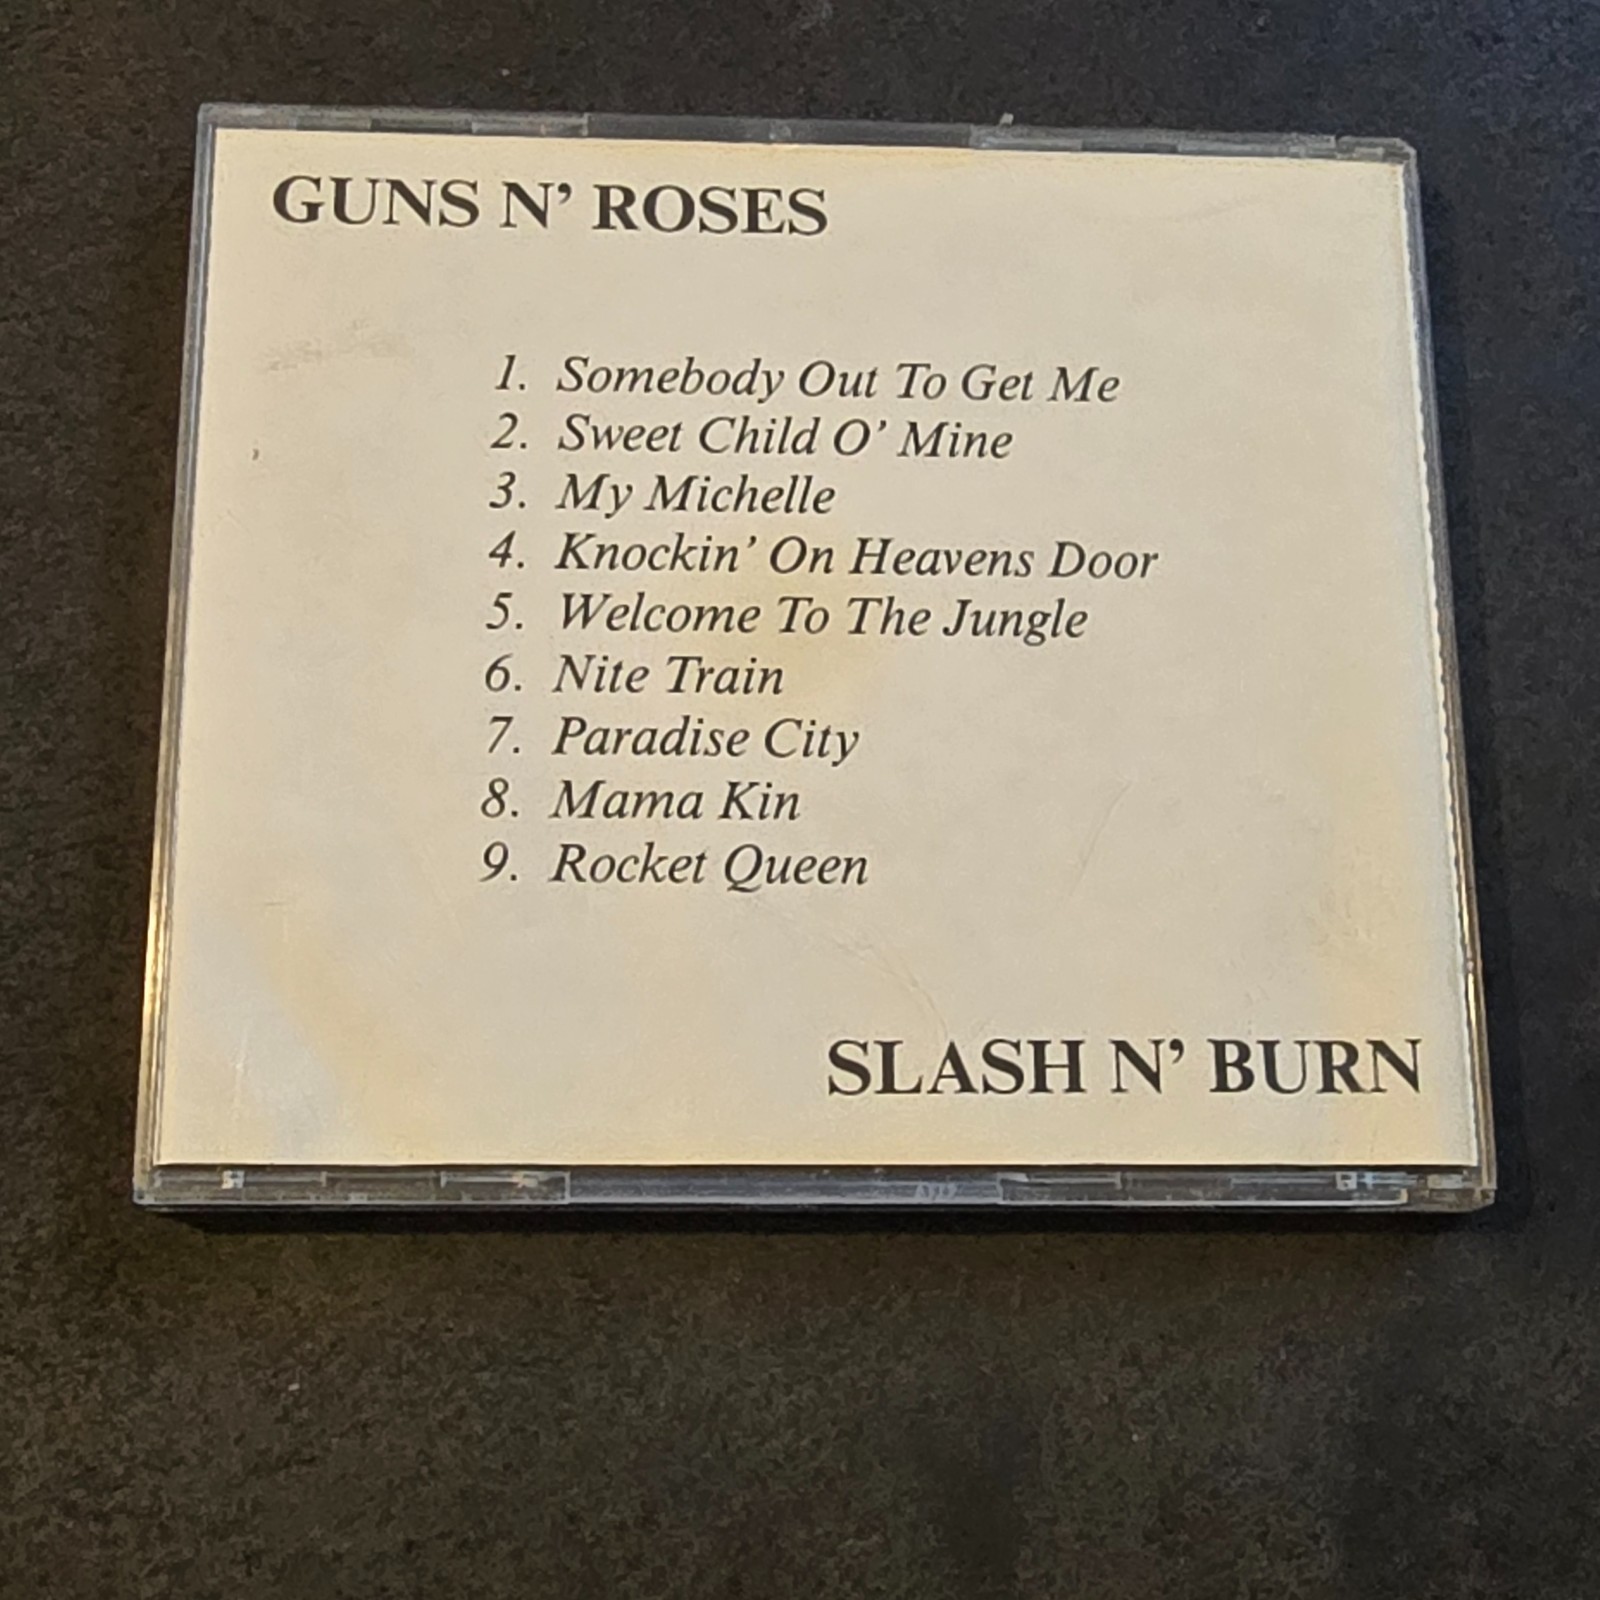 GUNS N' ROSES
1. Somebody Out To Get Me
2. Sweet Child O' Mine
3. My Michelle
4. Knockin' On Heavens Door
5. Welcome To The Jungle
6. Nite Train
7. Paradise City
8. Mama Kin
9. Rocket Queen
SLASH N' BURN